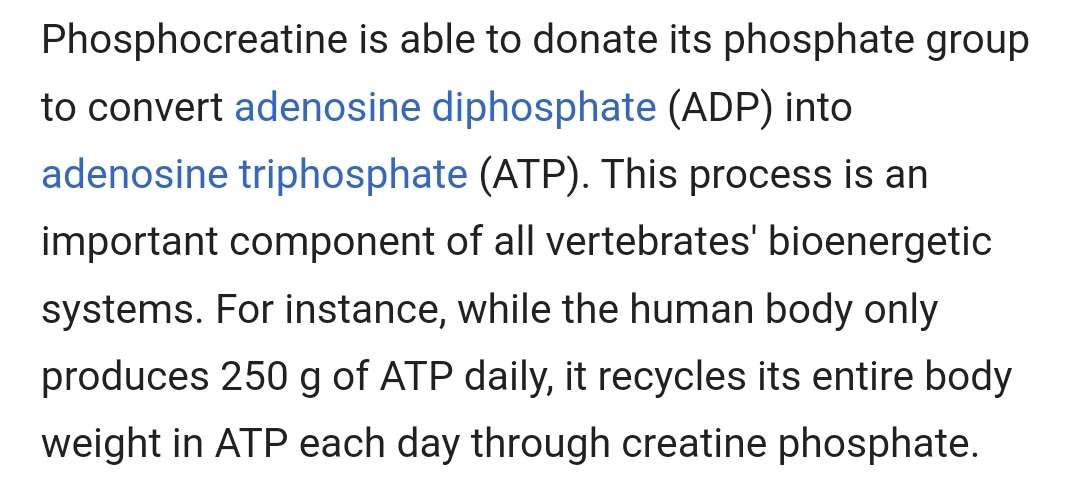 Phosphocreatine is able to donate its phosphate group
to convert adenosine diphosphate (ADP) into
adenosine triphosphate (ATP). This process is an
important component of all vertebrates' bioenergetic
systems. For instance, while the human body only
produces 250 g of ATP daily, it recycles its entire body
weight in ATP each day through creatine phosphate.